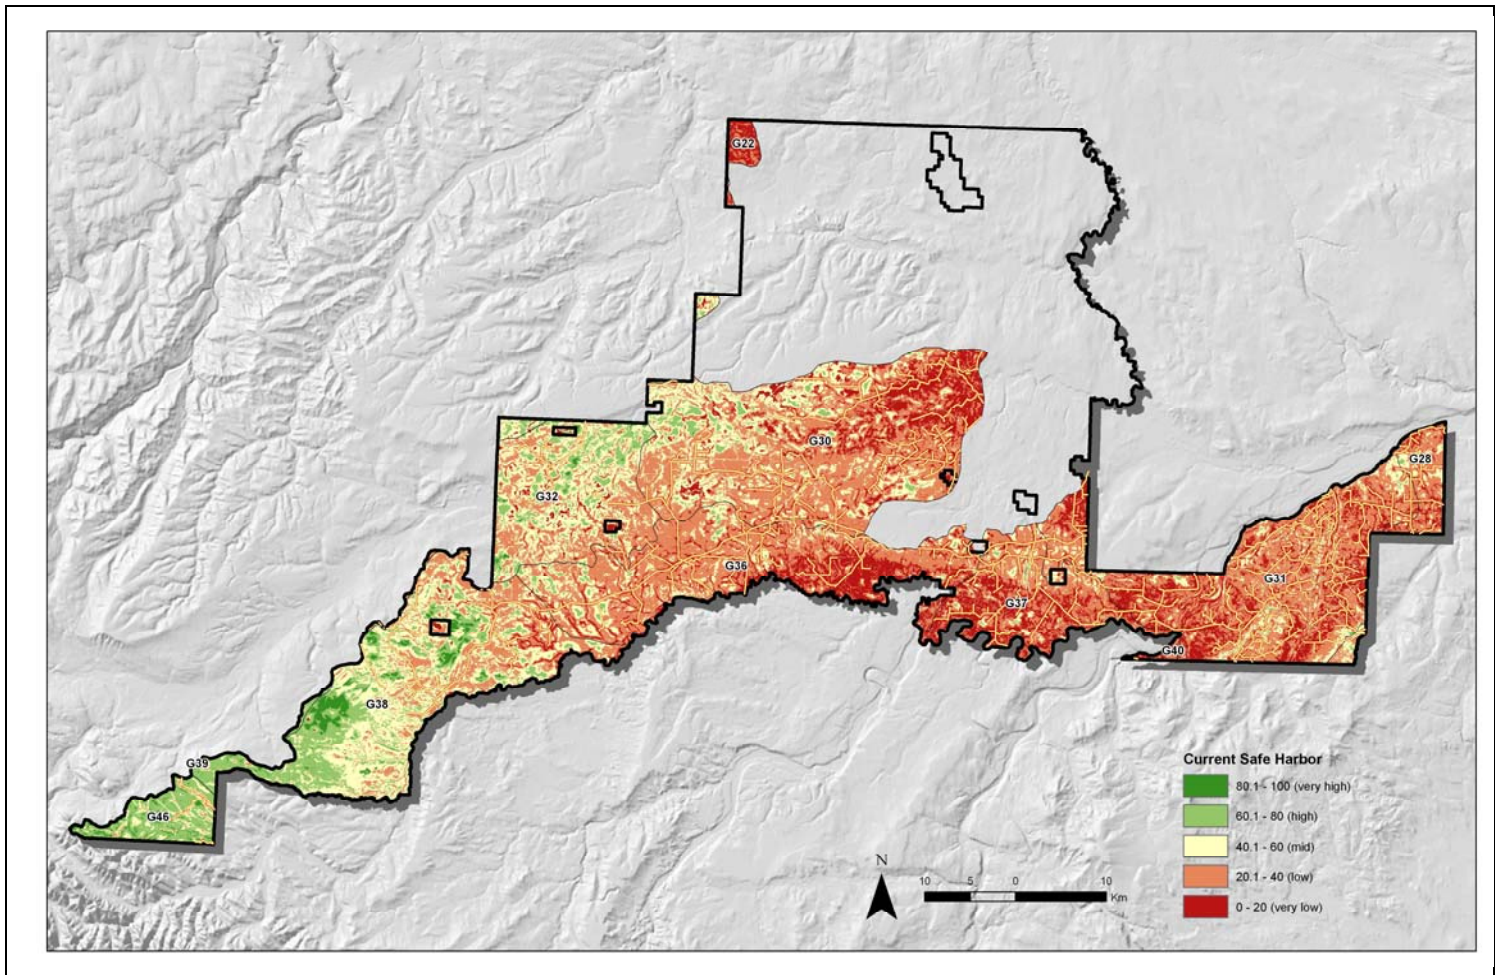 G22
G30
G28
G32
G36
G31
G37
G40
G38
G39
G46
Current Safe Harbor
80.1 - 100 (very high)
60.1 - 80 (high)
40.1 - 60 (mid)
20.1 - 40 (low)
0 - 20 (very low)
N
10 5 0 10
Km